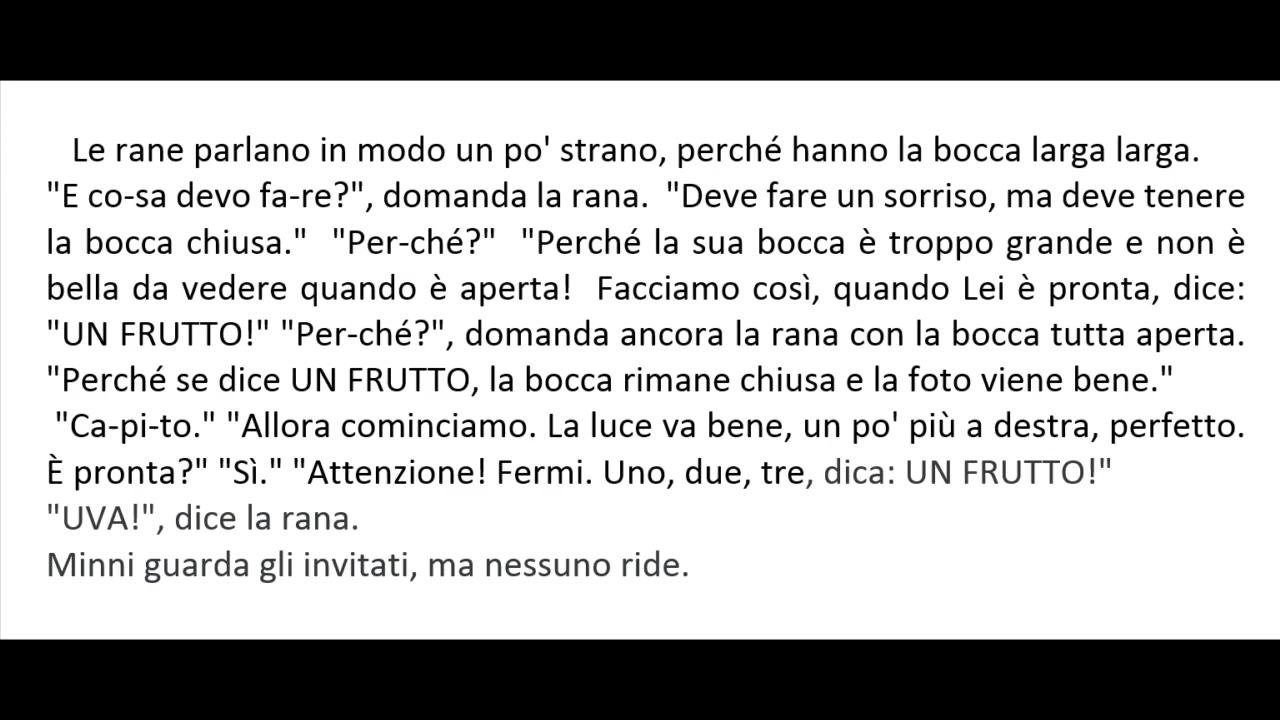 Le rane parlano in modo un po' strano, perché hanno la bocca larga larga.
"E co-sa devo fa-re?", domanda la rana. "Deve fare un sorriso, ma deve tenere
la bocca chiusa." "Per-ché?" "Perché la sua bocca è troppo grande e non è
bella da vedere quando è aperta! Facciamo così, quando Lei è pronta, dice:
"UN FRUTTO!" "Per-ché?", domanda ancora la rana con la bocca tutta aperta.
"Perché se dice UN FRUTTO, la bocca rimane chiusa e la foto viene bene."
"Ca-pi-to." "Allora cominciamo. La luce va bene, un po' più a destra, perfetto.
È pronta?" "Sì." "Attenzione! Fermi. Uno, due, tre, dica: UN FRUTTO!"
"UVA!", dice la rana.
Minni guarda gli invitati, ma nessuno ride.